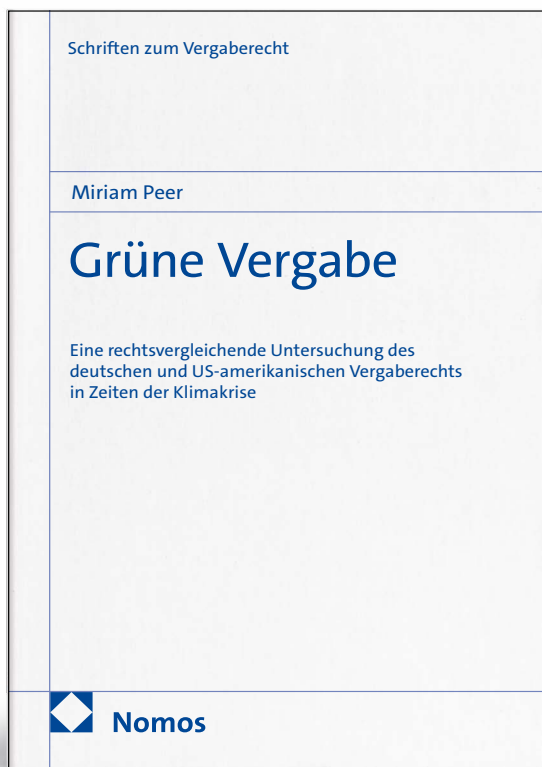 Schriften zum Vergaberecht
Miriam Peer
Grüne Vergabe
Eine rechtsvergleichende Untersuchung des
deutschen und US-amerikanischen Vergaberechts
in Zeiten der Klimakrise
Nomos